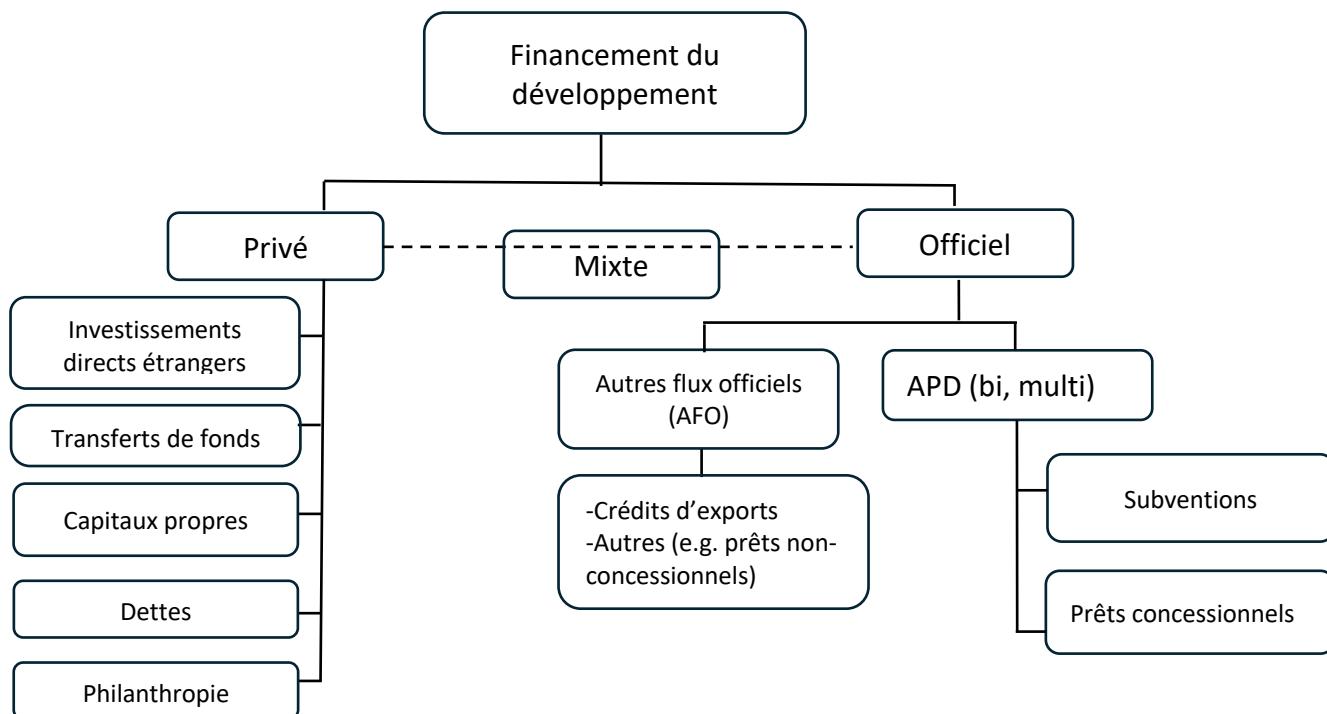 Financement du
développement
Privé
Mixte
Officiel
Investissements
directs étrangers
Transferts de fonds
Capitaux propres
Dettes
Philanthropie
Autres flux officiels
(AFO)
-Crédits d’exports
-Autres (e.g. prêts non-
concessionnels)
APD (bi, multi)
Subventions
Prêts concessionnels